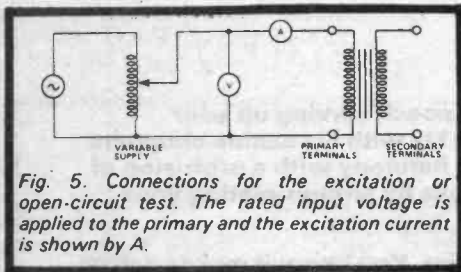 A
V
VARIABLE
SUPPLY
PRIMARY
TERMINALS
SECONDARY
TERMINALS
Fig. 5. Connections for the excitation or
open-circuit test. The rated input voltage is
applied to the primary and the excitation current
is shown by A.